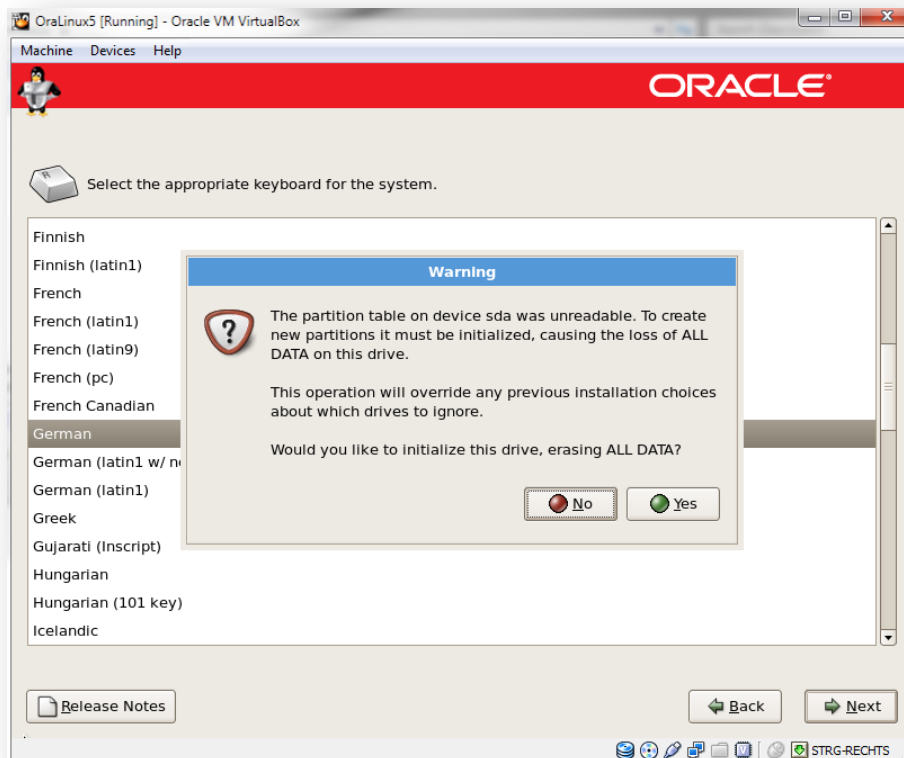 OraLinux5 [Running] - Oracle VM VirtualBox
Machine Devices Help
ORACLE
Select the appropriate keyboard for the system.
Finnish
Finnish (latin1)
French
French (latin1)
French (latin9)
French (pc)
French Canadian
German
German (latin1 w/
German (latin1)
Greek
Gujarati (Inscript)
Hungarian
Hungarian (101 key)
Icelandic
Warning
The partition table on device sda was unreadable. To create
new partitions it must be initialized, causing the loss of ALL
DATA on this drive.
This operation will override any previous installation choices
about which drives to ignore.
Would you like to initialize this drive, erasing ALL DATA?
No Yes
Release Notes Back Next
STRG-RECHTS